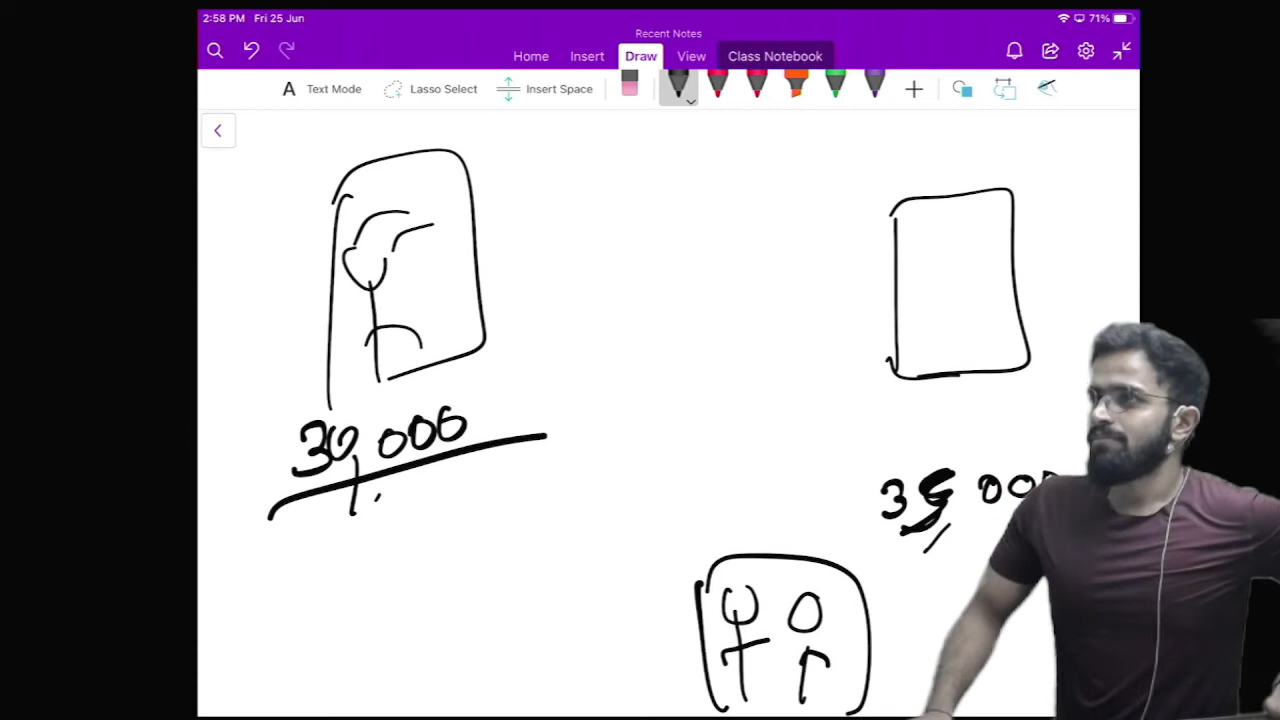 2:58 PM Fri 25 Jun
71%
Recent Notes
Home Insert Draw View Class Notebook
Text Mode Lasso Select Insert Space
30,000
35,000